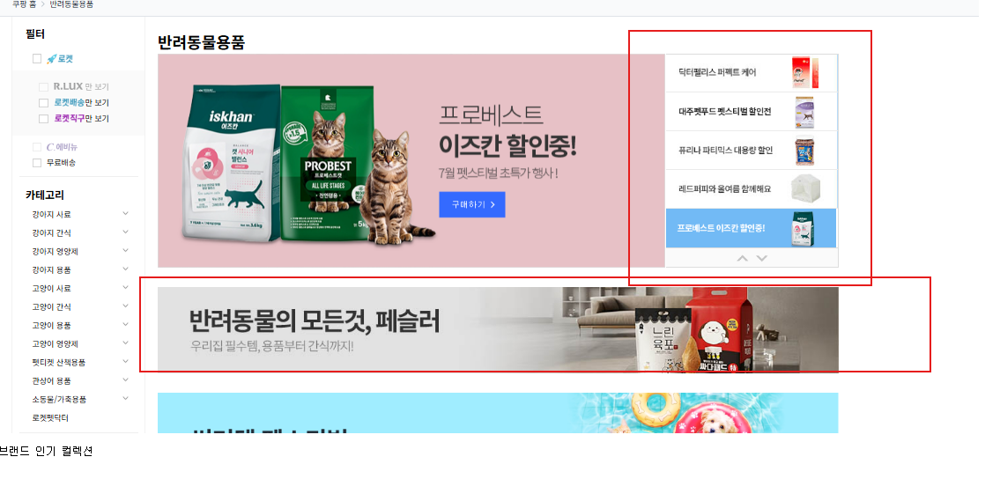 쿠팡 홈 > 반려동물용품
필터
로켓
R.LUX 만 보기
로켓배송만 보기
로켓직구만 보기
C.에비뉴
무료배송
카테고리
강아지 사료
강아지 간식
강아지 영양제
강아지 용품
고양이 사료
고양이 간식
고양이 용품
고양이 영양제
펫티켓 산책용품
관상어 용품
소동물/가축용품
로켓펫닥터
반려동물용품
iskhan
이즈칸
캣 시니어
밸런스
PROBEST
프로베스트캣
ALL LIFE STAGES
전연령용
프로베스트
이즈칸 할인중!
7월 펫스티벌 초특가 행사!
구매하기 >
닥터펠리스 퍼펙트 케어
대주펫푸드 펫스티벌 할인전
퓨리나 파티믹스 대용량 할인
레드퍼피와 올여름 함께해요
프로베스트 이즈칸 할인중!
반려동물의 모든것, 페슬러
우리집 필수템, 용품부터 간식까지!
느린
육포
싸다패드
브랜드 인기 컬렉션